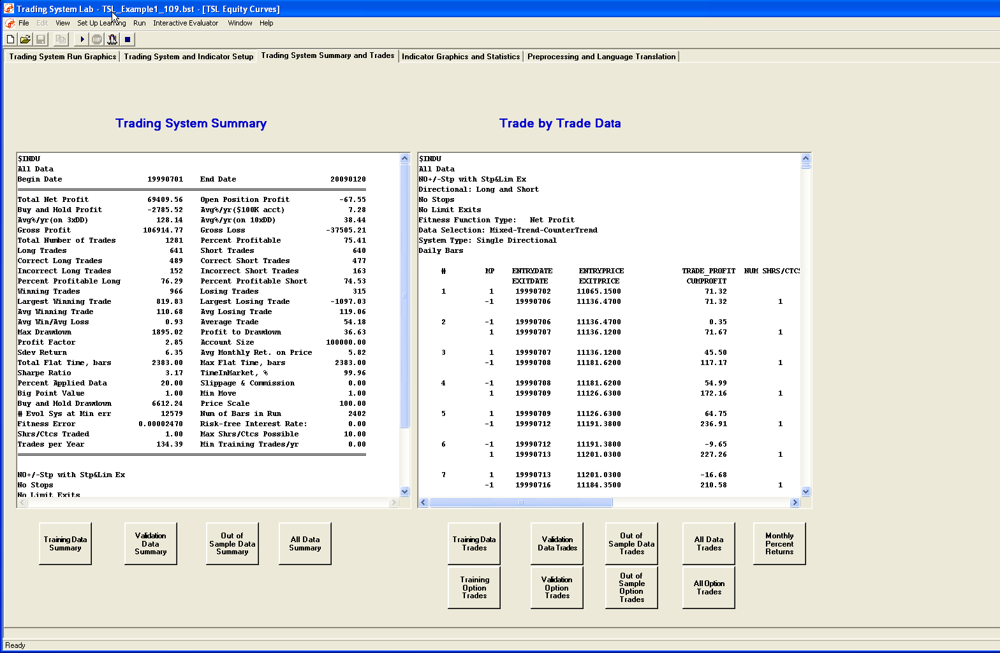 Trading System Lab - TSL_Example1_109.bst - [TSL Equity Curves]
File Edit View Set Up Learning Run Interactive Evaluator Window Help
Trading System Run Graphics Trading System and Indicator Setup Trading System Summary and Trades Indicator Graphics and Statistics Preprocessing and Language Translation
Trading System Summary
$INDU
All Data
Begin Date 19990701 End Date 20090120
Total Net Profit 69409.56 Open Position Profit -67.55
Buy and Hold Profit -2785.52 Avg%/yr($100K acct) 7.28
Avg%/yr(on 3xDD) 128.14 Avg%/yr(on 10xDD) 38.44
Gross Profit 106914.77 Gross Loss -37505.21
Total Number of Trades 1281 Percent Profitable 75.41
Long Trades 641 Short Trades 640
Correct Long Trades 489 Correct Short Trades 477
Incorrect Long Trades 152 Incorrect Short Trades 163
Percent Profitable Long 76.29 Percent Profitable Short 74.53
Winning Trades 966 Losing Trades 315
Largest Winning Trade 819.83 Largest Losing Trade -1097.03
Avg Winning Trade 110.68 Avg Losing Trade 119.06
Avg Win/Avg Loss 0.93 Average Trade 54.18
Max Drawdown 1895.02 Profit to Drawdown 36.63
Profit Factor 2.85 Account Size 100000.00
Sdev Return 6.35 Avg Monthly Ret. on Price 5.82
Total Flat Time, bars 2383.00 Max Flat Time, bars 2383.00
Sharpe Ratio 3.17 TimeInMarket, % 99.96
Percent Applied Data 20.00 Slippage & Commission 0.00
Big Point Value 1.00 Min Move 1.00
Buy and Hold Drawdown 6612.24 Price Scale 100.00
# Evol Sys at Min err 12579 Num of Bars in Run 2402
Fitness Error 0.00002470 Risk-free Interest Rate: 0.00
Shrs/Ctcs Traded 1.00 Max Shrs/Ctcs Possible 10.00
Trades per Year 134.39 Min Training Trades/yr 0.00
NO+/-Stp with Stp&Lim Ex
No Stops
No Limit Exits
Trade by Trade Data
$INDU
All Data
NO+/-Stp with Stp&Lim Ex
Directional: Long and Short
No Stops
No Limit Exits
Fitness Function Type: Net Profit
Data Selection: Mixed-Trend-CounterTrend
System Type: Single Directional
Daily Bars
# MP ENTRYDATE ENTRYPRICE TRADE_PROFIT NUM SHRS/CTCS
EXITDATE EXITPRICE CUMPROFIT
1 1 19990702 11065.1500 71.32
-1 19990706 11136.4700 71.32 1
2 -1 19990706 11136.4700 0.35
1 19990707 11136.1200 71.67 1
3 1 19990707 11136.1200 45.50
-1 19990708 11181.6200 117.17 1
4 -1 19990708 11181.6200 54.99
1 19990709 11126.6300 172.16 1
5 1 19990709 11126.6300 64.75
-1 19990712 11191.3800 236.91 1
6 -1 19990712 11191.3800 -9.65
1 19990713 11201.0300 227.26 1
7 1 19990713 11201.0300 -16.68
-1 19990716 11184.3500 210.58 1
Training Data
Summary
Validation
Data
Summary
Out of
Sample Data
Summary
All Data
Summary
Training Data
Trades
Validation
Data Trades
Out of
Sample Data
Trades
All Data
Trades
Monthly
Percent
Returns
Training
Option
Trades
Validation
Option
Trades
Out of
Sample
Option
Trades
All Option
Trades
Ready